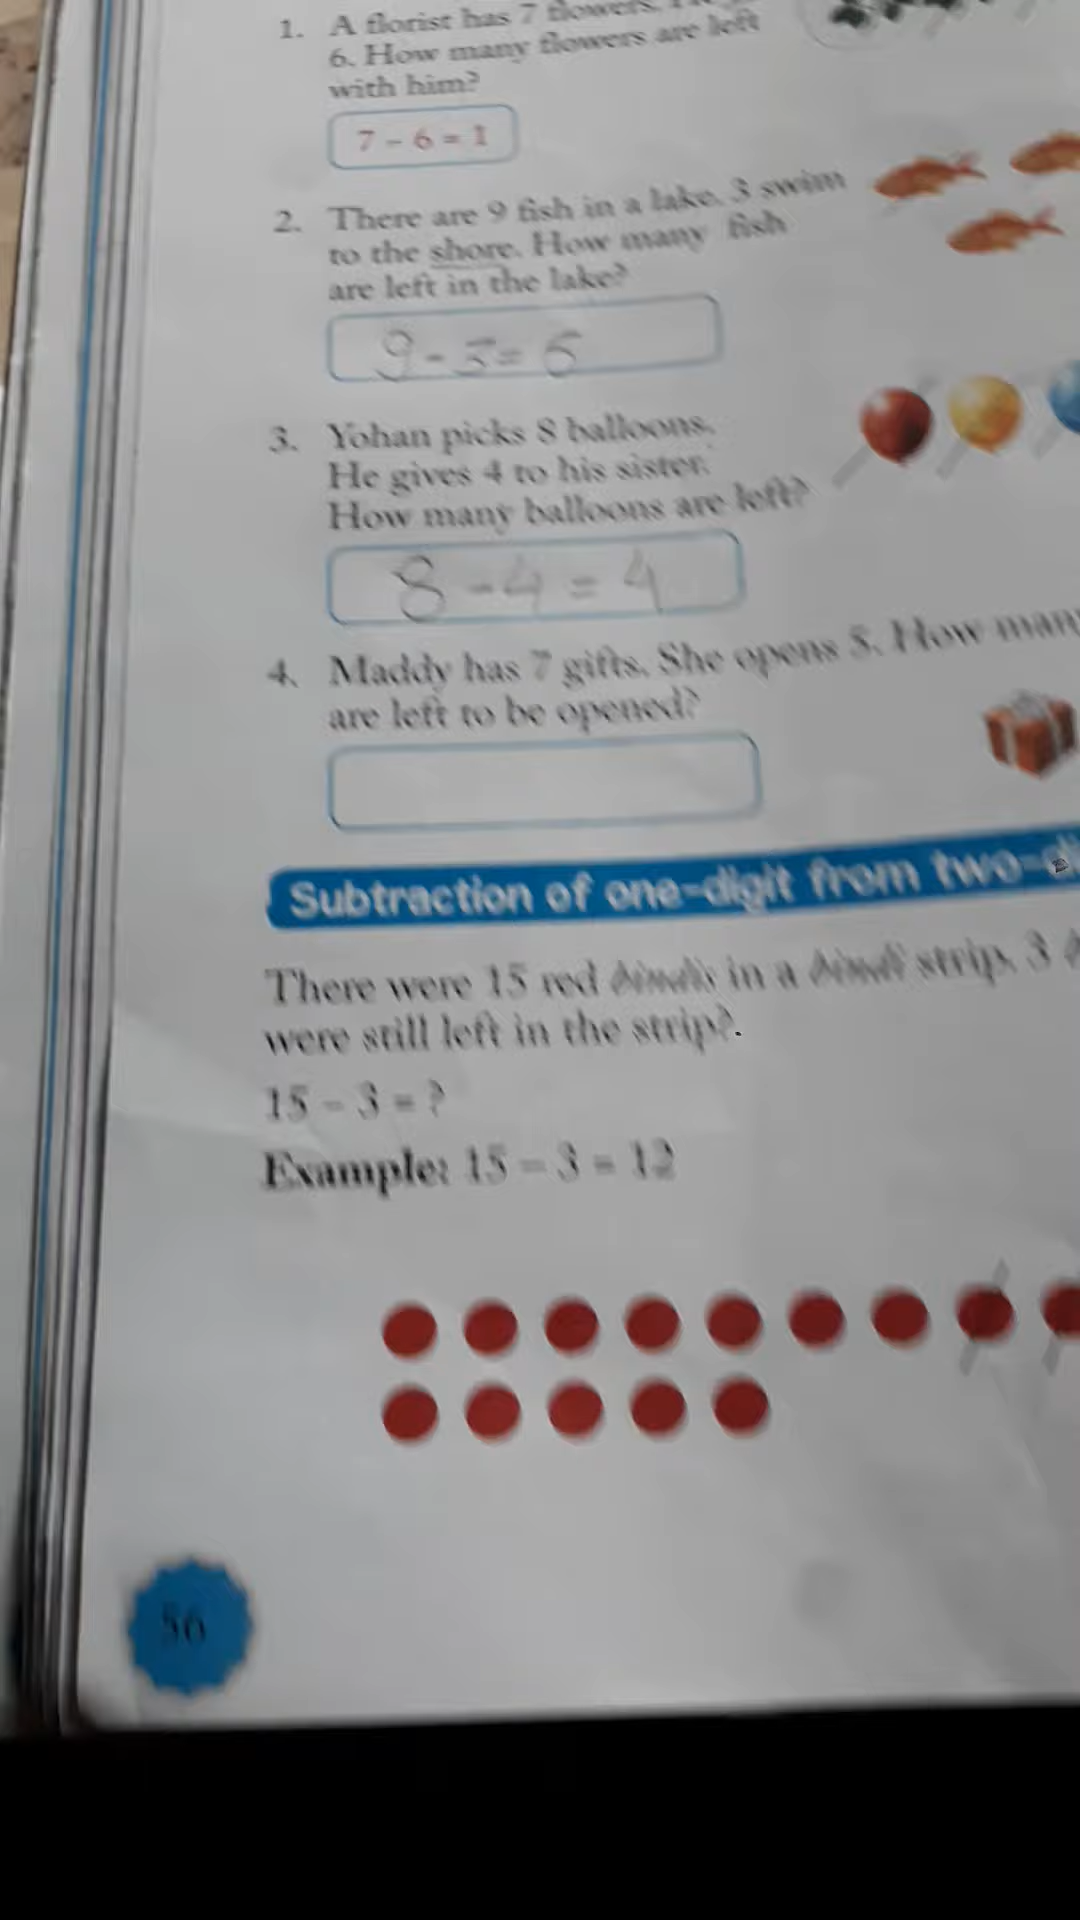 1. A florist has 7 flowers.
6. How many flowers are left
with him?
7 - 6 = 1
2. There are 9 fish in a lake. 3 swim
to the shore. How many fish
are left in the lake?
9 - 3 = 6
3. Yohan picks 8 balloons.
He gives 4 to his sister.
How many balloons are left?
8 - 4 = 4
4. Maddy has 7 gifts. She opens 5. How many
are left to be opened?
Subtraction of one-digit from two-di
There were 15 red bindis in a bindi strip. 3
were still left in the strip?.
15 - 3 = ?
Example: 15 - 3 = 12
56